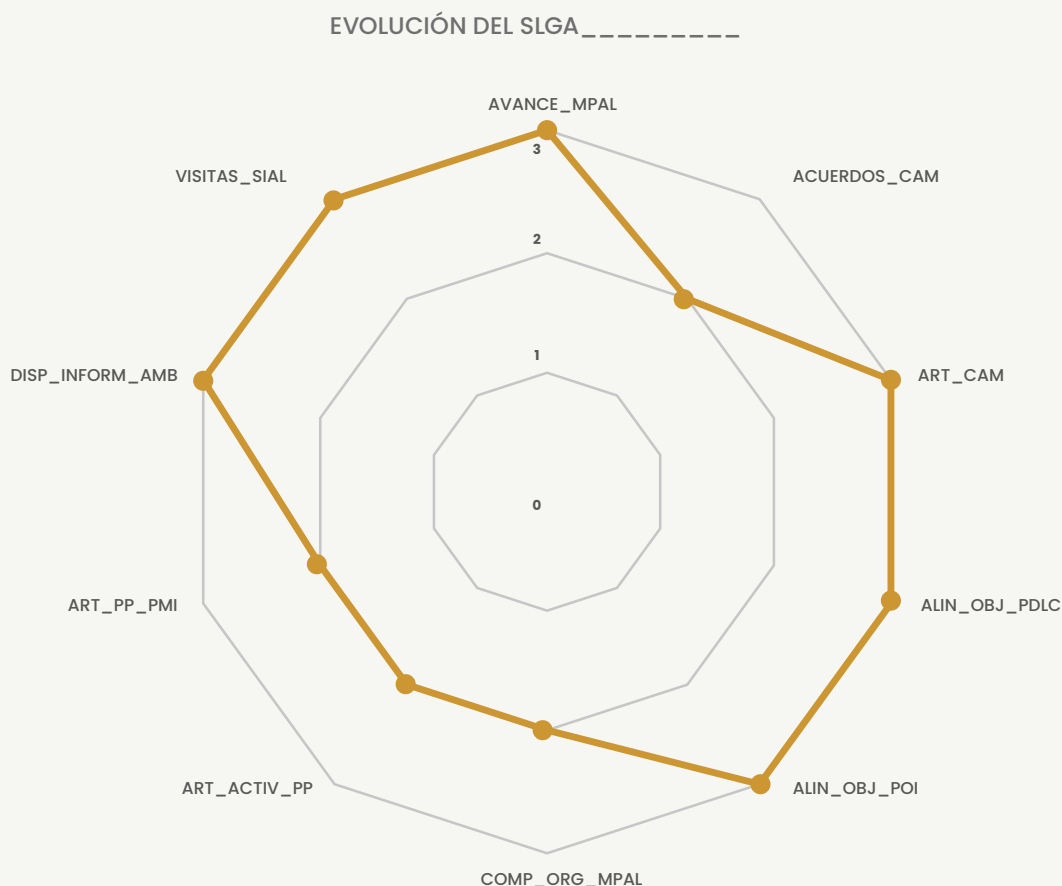 EVOLUCIÓN DEL SLGA_________
AVANCE_MPAL
3
VISITAS_SIAL
ACUERDOS_CAM
2
1
DISP_INFORM_AMB
ART_CAM
0
ART_PP_PMI
ALIN_OBJ_PDLC
ART_ACTIV_PP
ALIN_OBJ_POI
COMP_ORG_MPAL